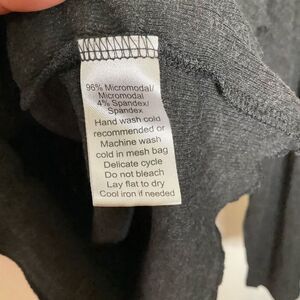 96% Micromodal/
Micromodal
4% Spandex/
Spandex
Hand wash cold
recommended or
Machine wash
cold in mesh bag
Delicate cycle
Do not bleach
Lay flat to dry
Cool iron if needed